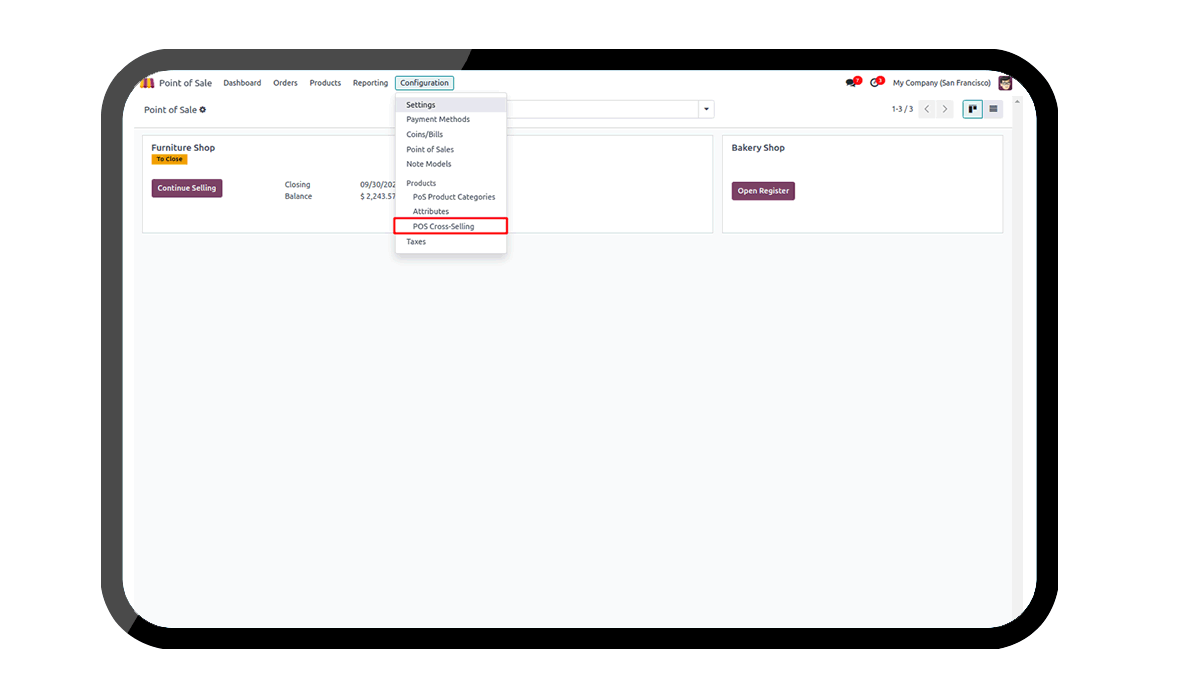 Point of Sale Dashboard Orders Products Reporting Configuration 7 3 My Company (San Francisco)
Point of Sale 1-3 / 3
Settings
Payment Methods
Coins/Bills
Point of Sales
Note Models
Products
PoS Product Categories
Attributes
POS Cross-Selling
Taxes
Furniture Shop
To Close
Continue Selling
Closing 09/30/202
Balance $ 2,243.57
Bakery Shop
Open Register